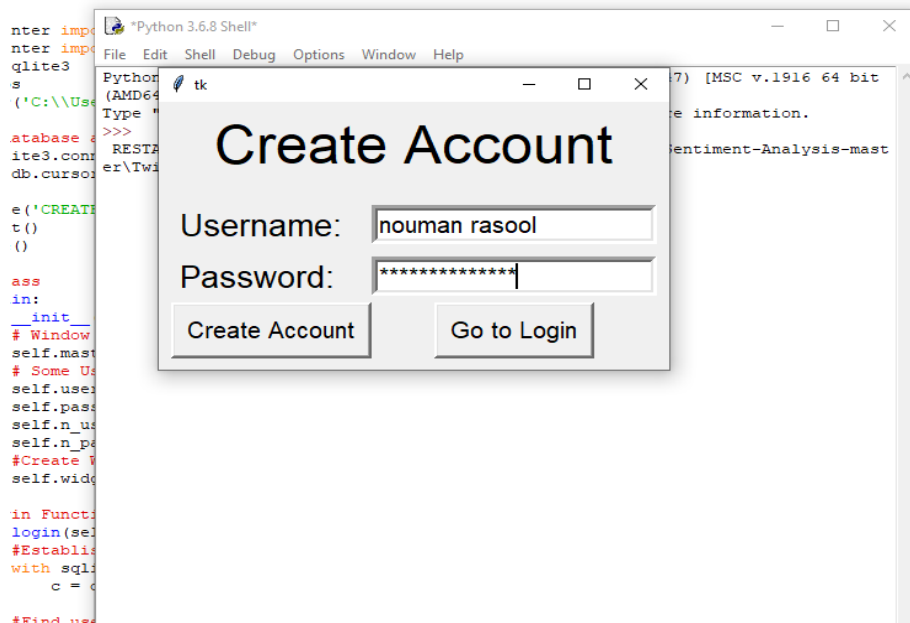 *Python 3.6.8 Shell*
File Edit Shell Debug Options Window Help
Python 7) [MSC v.1916 64 bit
(AMD64
Type " re information.
>>>
RESTA Sentiment-Analysis-mast
er\Twi
tk
Create Account
Username: nouman rasool
Password: **************
Create Account Go to Login
nter impo
nter impo
qlite3
s
('C:\\Use
atabase a
ite3.conn
db.cursor
e('CREATE
t()
()
ass
in:
__init__
# Window
self.mast
# Some Us
self.user
self.pass
self.n_us
self.n_pa
#Create W
self.widg
in Functi
login(sel
#Establis
with sqli
c = d
#Find use